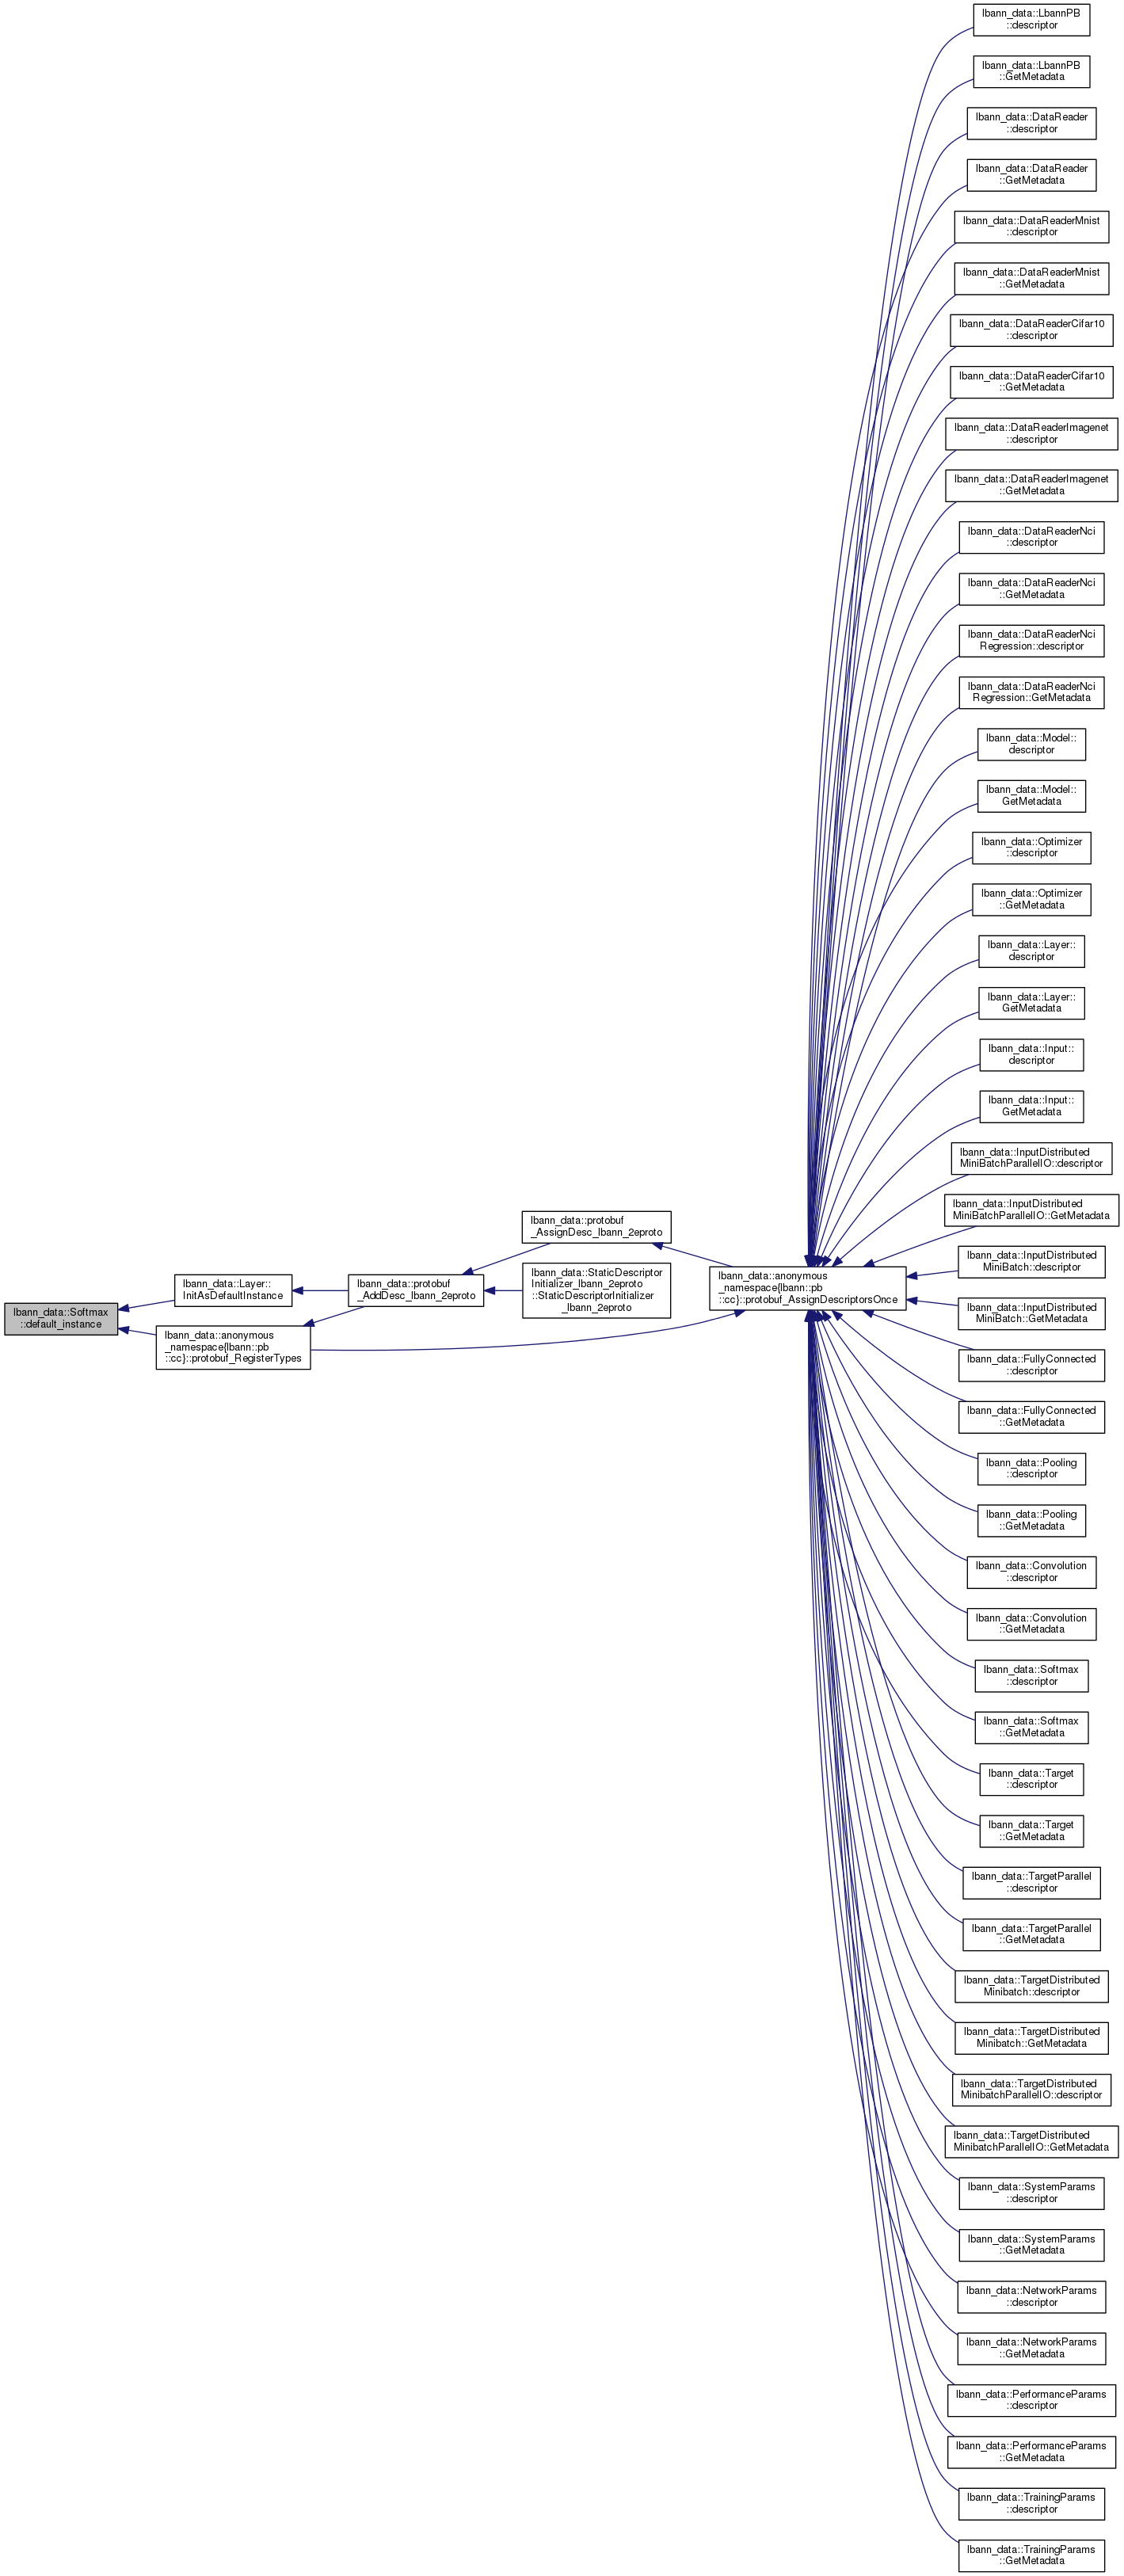 lbann_data::Softmax
::default_instance
lbann_data::Layer::
InitAsDefaultInstance
lbann_data::anonymous
_namespace{lbann::pb
::cc}::protobuf_RegisterTypes
lbann_data::protobuf
_AddDesc_lbann_2eproto
lbann_data::protobuf
_AssignDesc_lbann_2eproto
lbann_data::StaticDescriptor
Initializer_lbann_2eproto
::StaticDescriptorInitializer
_lbann_2eproto
lbann_data::anonymous
_namespace{lbann::pb
::cc}::protobuf_AssignDescriptorsOnce
lbann_data::LbannPB
::descriptor
lbann_data::LbannPB
::GetMetadata
lbann_data::DataReader
::descriptor
lbann_data::DataReader
::GetMetadata
lbann_data::DataReaderMnist
::descriptor
lbann_data::DataReaderMnist
::GetMetadata
lbann_data::DataReaderCifar10
::descriptor
lbann_data::DataReaderCifar10
::GetMetadata
lbann_data::DataReaderImagenet
::descriptor
lbann_data::DataReaderImagenet
::GetMetadata
lbann_data::DataReaderNci
::descriptor
lbann_data::DataReaderNci
::GetMetadata
lbann_data::DataReaderNci
Regression::descriptor
lbann_data::DataReaderNci
Regression::GetMetadata
lbann_data::Model::
descriptor
lbann_data::Model::
GetMetadata
lbann_data::Optimizer
::descriptor
lbann_data::Optimizer
::GetMetadata
lbann_data::Layer::
descriptor
lbann_data::Layer::
GetMetadata
lbann_data::Input::
descriptor
lbann_data::Input::
GetMetadata
lbann_data::InputDistributed
MiniBatchParallelIO::descriptor
lbann_data::InputDistributed
MiniBatchParallelIO::GetMetadata
lbann_data::InputDistributed
MiniBatch::descriptor
lbann_data::InputDistributed
MiniBatch::GetMetadata
lbann_data::FullyConnected
::descriptor
lbann_data::FullyConnected
::GetMetadata
lbann_data::Pooling
::descriptor
lbann_data::Pooling
::GetMetadata
lbann_data::Convolution
::descriptor
lbann_data::Convolution
::GetMetadata
lbann_data::Softmax
::descriptor
lbann_data::Softmax
::GetMetadata
lbann_data::Target
::descriptor
lbann_data::Target
::GetMetadata
lbann_data::TargetParallel
::descriptor
lbann_data::TargetParallel
::GetMetadata
lbann_data::TargetDistributed
Minibatch::descriptor
lbann_data::TargetDistributed
Minibatch::GetMetadata
lbann_data::TargetDistributed
MinibatchParallelIO::descriptor
lbann_data::TargetDistributed
MinibatchParallelIO::GetMetadata
lbann_data::SystemParams
::descriptor
lbann_data::SystemParams
::GetMetadata
lbann_data::NetworkParams
::descriptor
lbann_data::NetworkParams
::GetMetadata
lbann_data::PerformanceParams
::descriptor
lbann_data::PerformanceParams
::GetMetadata
lbann_data::TrainingParams
::descriptor
lbann_data::TrainingParams
::GetMetadata